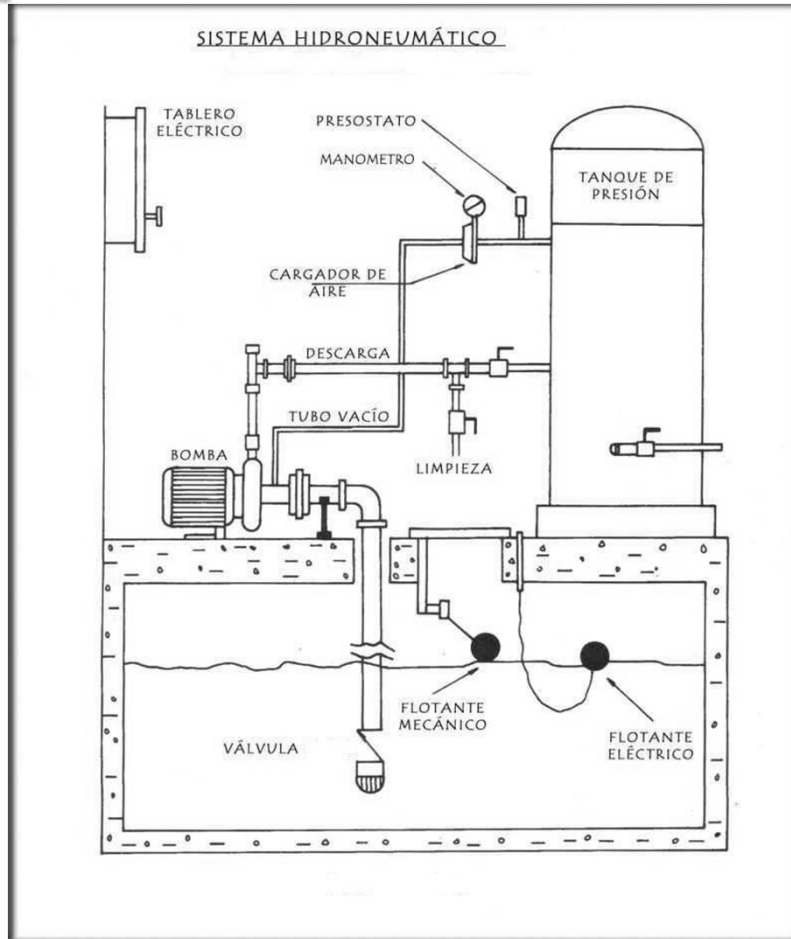 SISTEMA HIDRONEUMÁTICO
TABLERO
ELÉCTRICO
PRESOSTATO
MANOMETRO
TANQUE DE
PRESIÓN
CARGADOR DE
AIRE
DESCARGA
TUBO VACÍO
BOMBA
LIMPIEZA
FLOTANTE
MECÁNICO
VÁLVULA
FLOTANTE
ELÉCTRICO